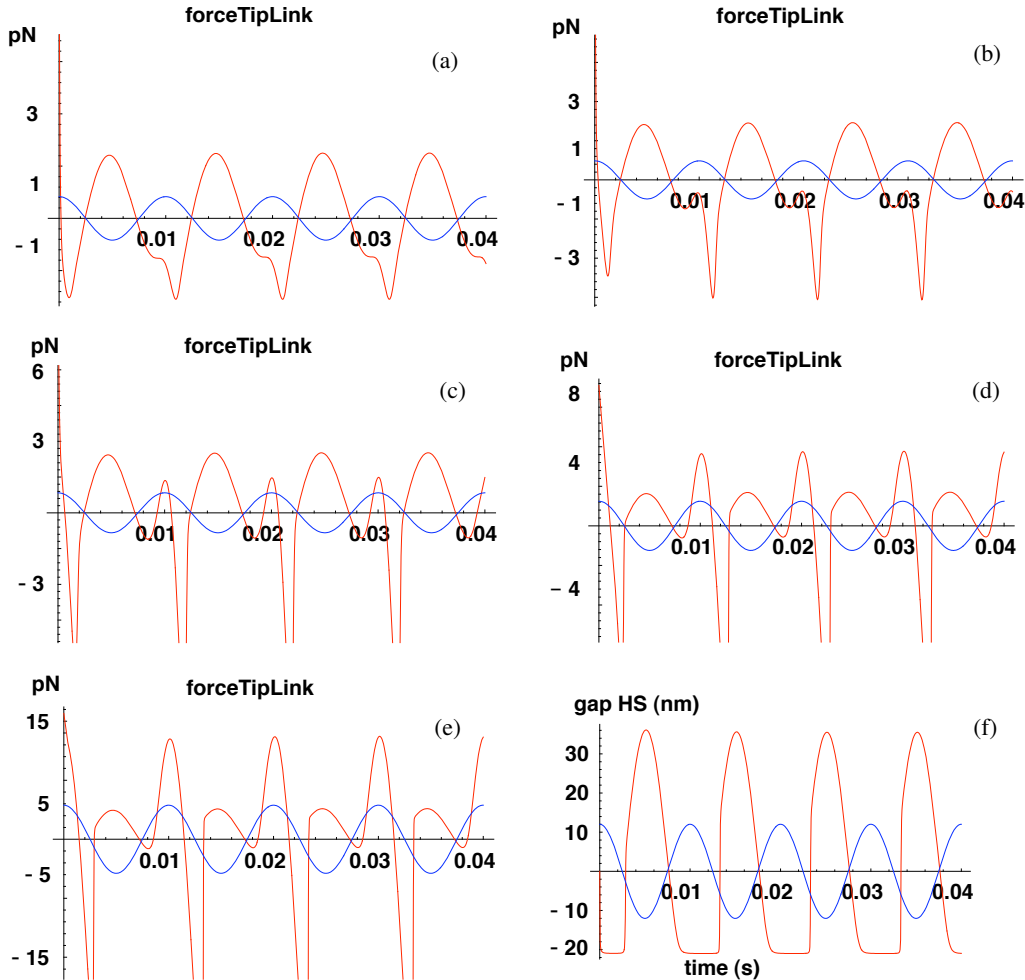 forceTipLink
pN
(a)
3
1
- 1
0.01
0.02
0.03
0.04
forceTipLink
pN
(b)
3
1
- 1
- 3
0.01
0.02
0.03
0.04
forceTipLink
pN
(c)
6
3
- 3
0.01
0.02
0.03
0.04
forceTipLink
pN
(d)
8
4
- 4
0.01
0.02
0.03
0.04
forceTipLink
pN
(e)
15
5
- 5
- 15
0.01
0.02
0.03
0.04
gap HS (nm)
(f)
30
20
10
- 10
- 20
0.01
0.02
0.03
0.04
time (s)